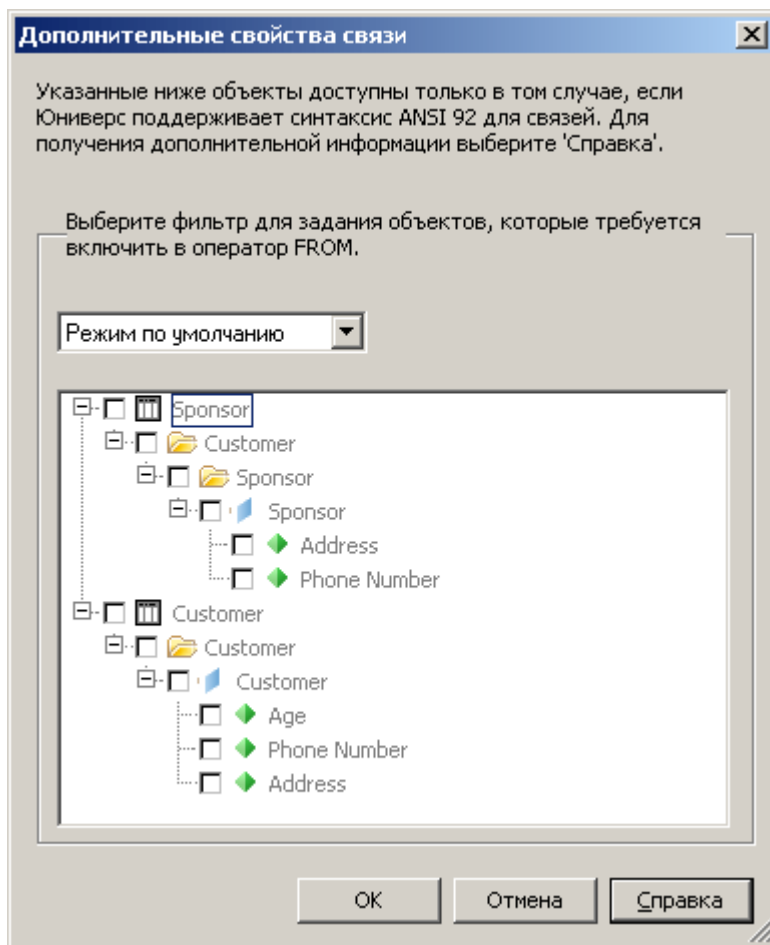 Дополнительные свойства связи
Указанные ниже объекты доступны только в том случае, если
Юниверс поддерживает синтаксис ANSI 92 для связей. Для
получения дополнительной информации выберите 'Справка'.
Выберите фильтр для задания объектов, которые требуется
включить в оператор FROM.
Режим по умолчанию
Sponsor
Customer
Sponsor
Sponsor
Address
Phone Number
Customer
Customer
Customer
Age
Phone Number
Address
OK
Отмена
Справка